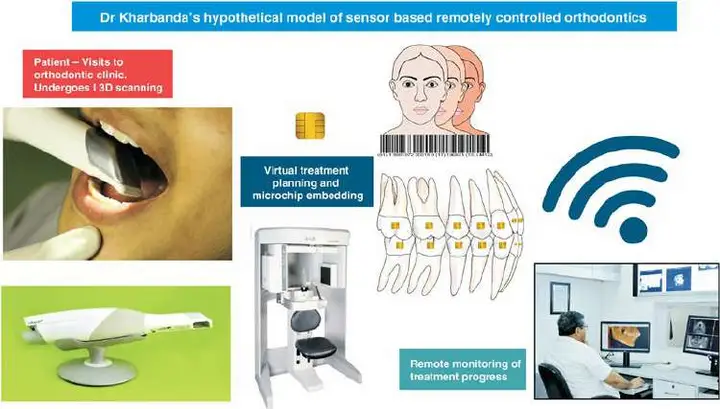 Dr Kharbanda's hypothetical model of sensor based remotely controlled orthodontics
Patient – Visits to
orthodontic clinic.
Undergoes I 3D scanning
Virtual treatment
planning and
microchip embedding
Remote monitoring of
treatment progress